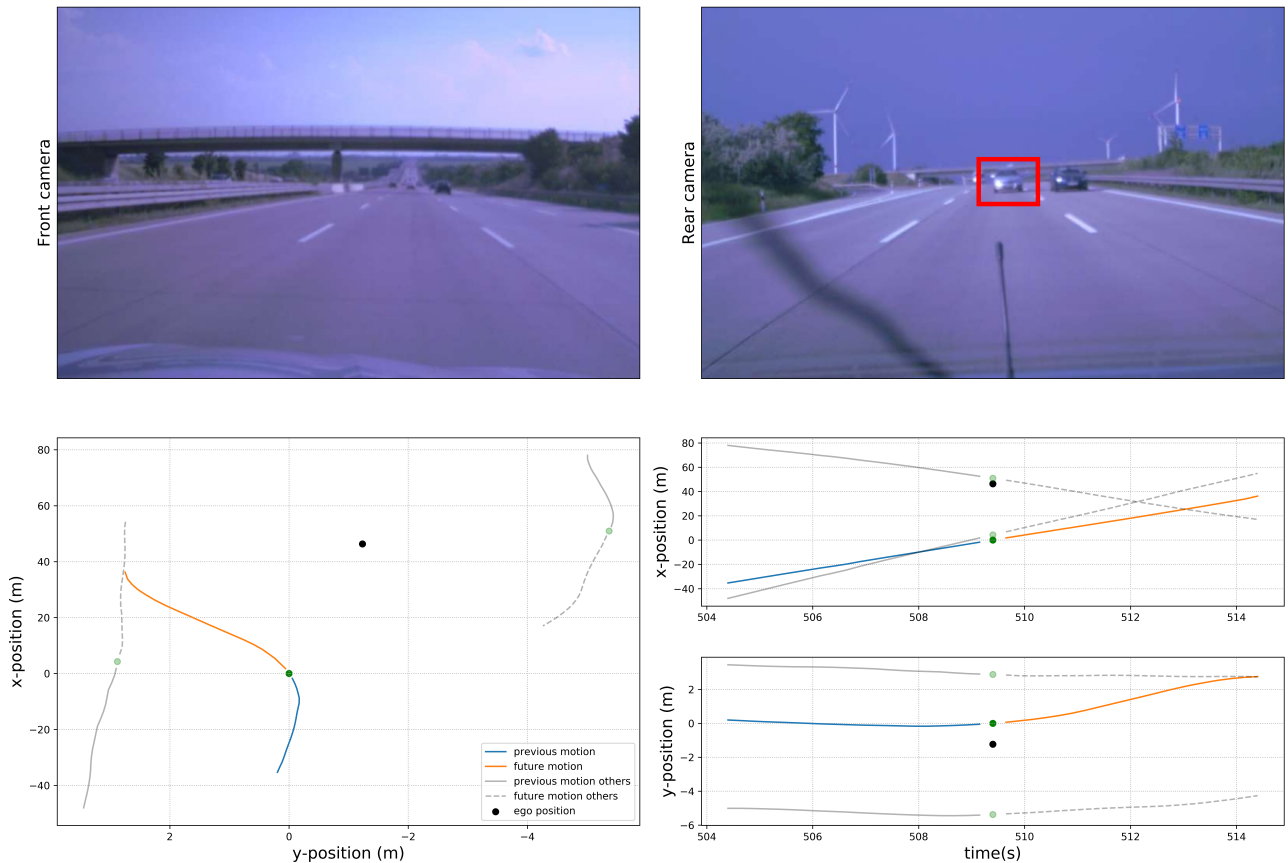 Front camera
Rear camera
x-position (m)
80
60
40
20
0
−20
−40
2
0
−2
−4
y-position (m)
previous motion
future motion
previous motion others
future motion others
ego position
x-position (m)
80
60
40
20
0
−20
−40
504
506
508
510
512
514
y-position (m)
2
0
−2
−4
−6
504
506
508
510
512
514
time(s)